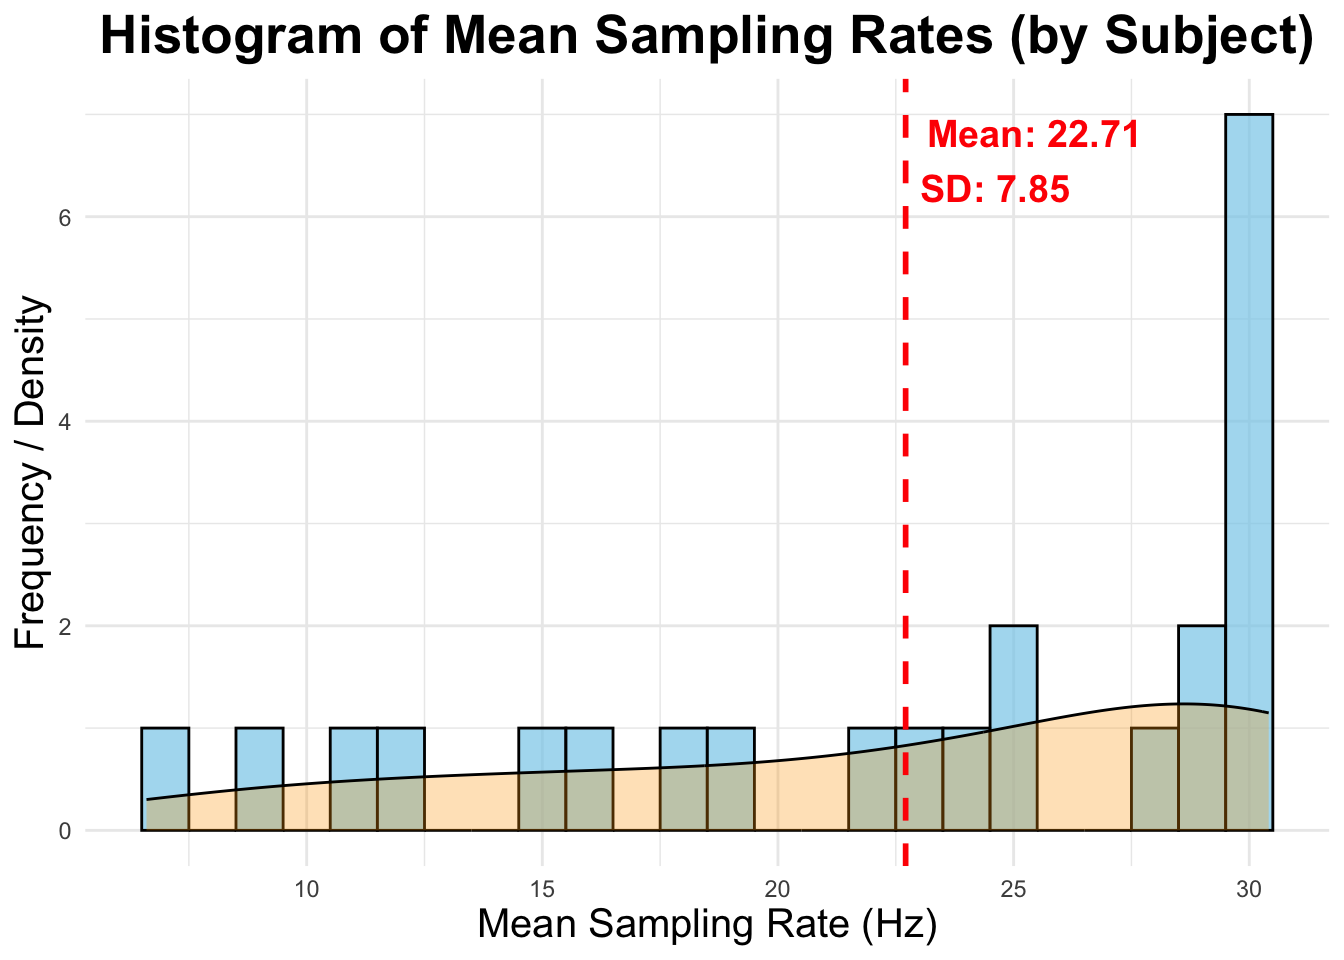 Histogram of Mean Sampling Rates (by Subject)
Mean: 22.71
SD: 7.85
Frequency / Density
6
4
2
0
10 15 20 25 30
Mean Sampling Rate (Hz)